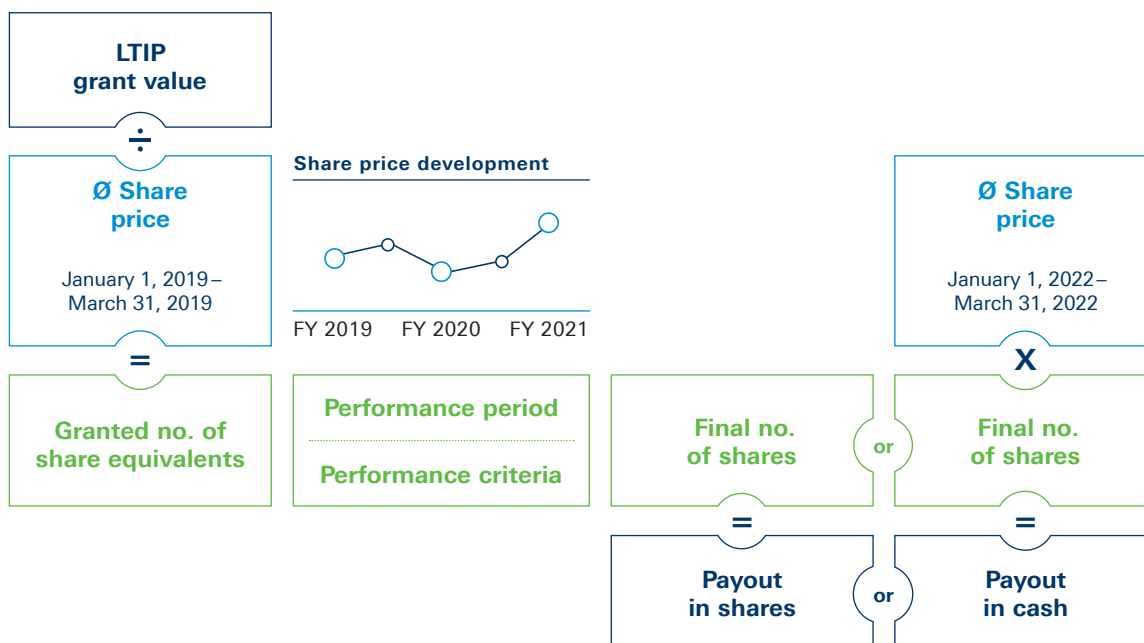 LTIP
grant value
÷
Ø Share
price
January 1, 2019 –
March 31, 2019
=
Granted no. of
share equivalents
Share price development
FY 2019 FY 2020 FY 2021
Performance period
Performance criteria
Final no.
of shares
=
Payout
in shares
or
or
Ø Share
price
January 1, 2022 –
March 31, 2022
X
Final no.
of shares
=
Payout
in cash